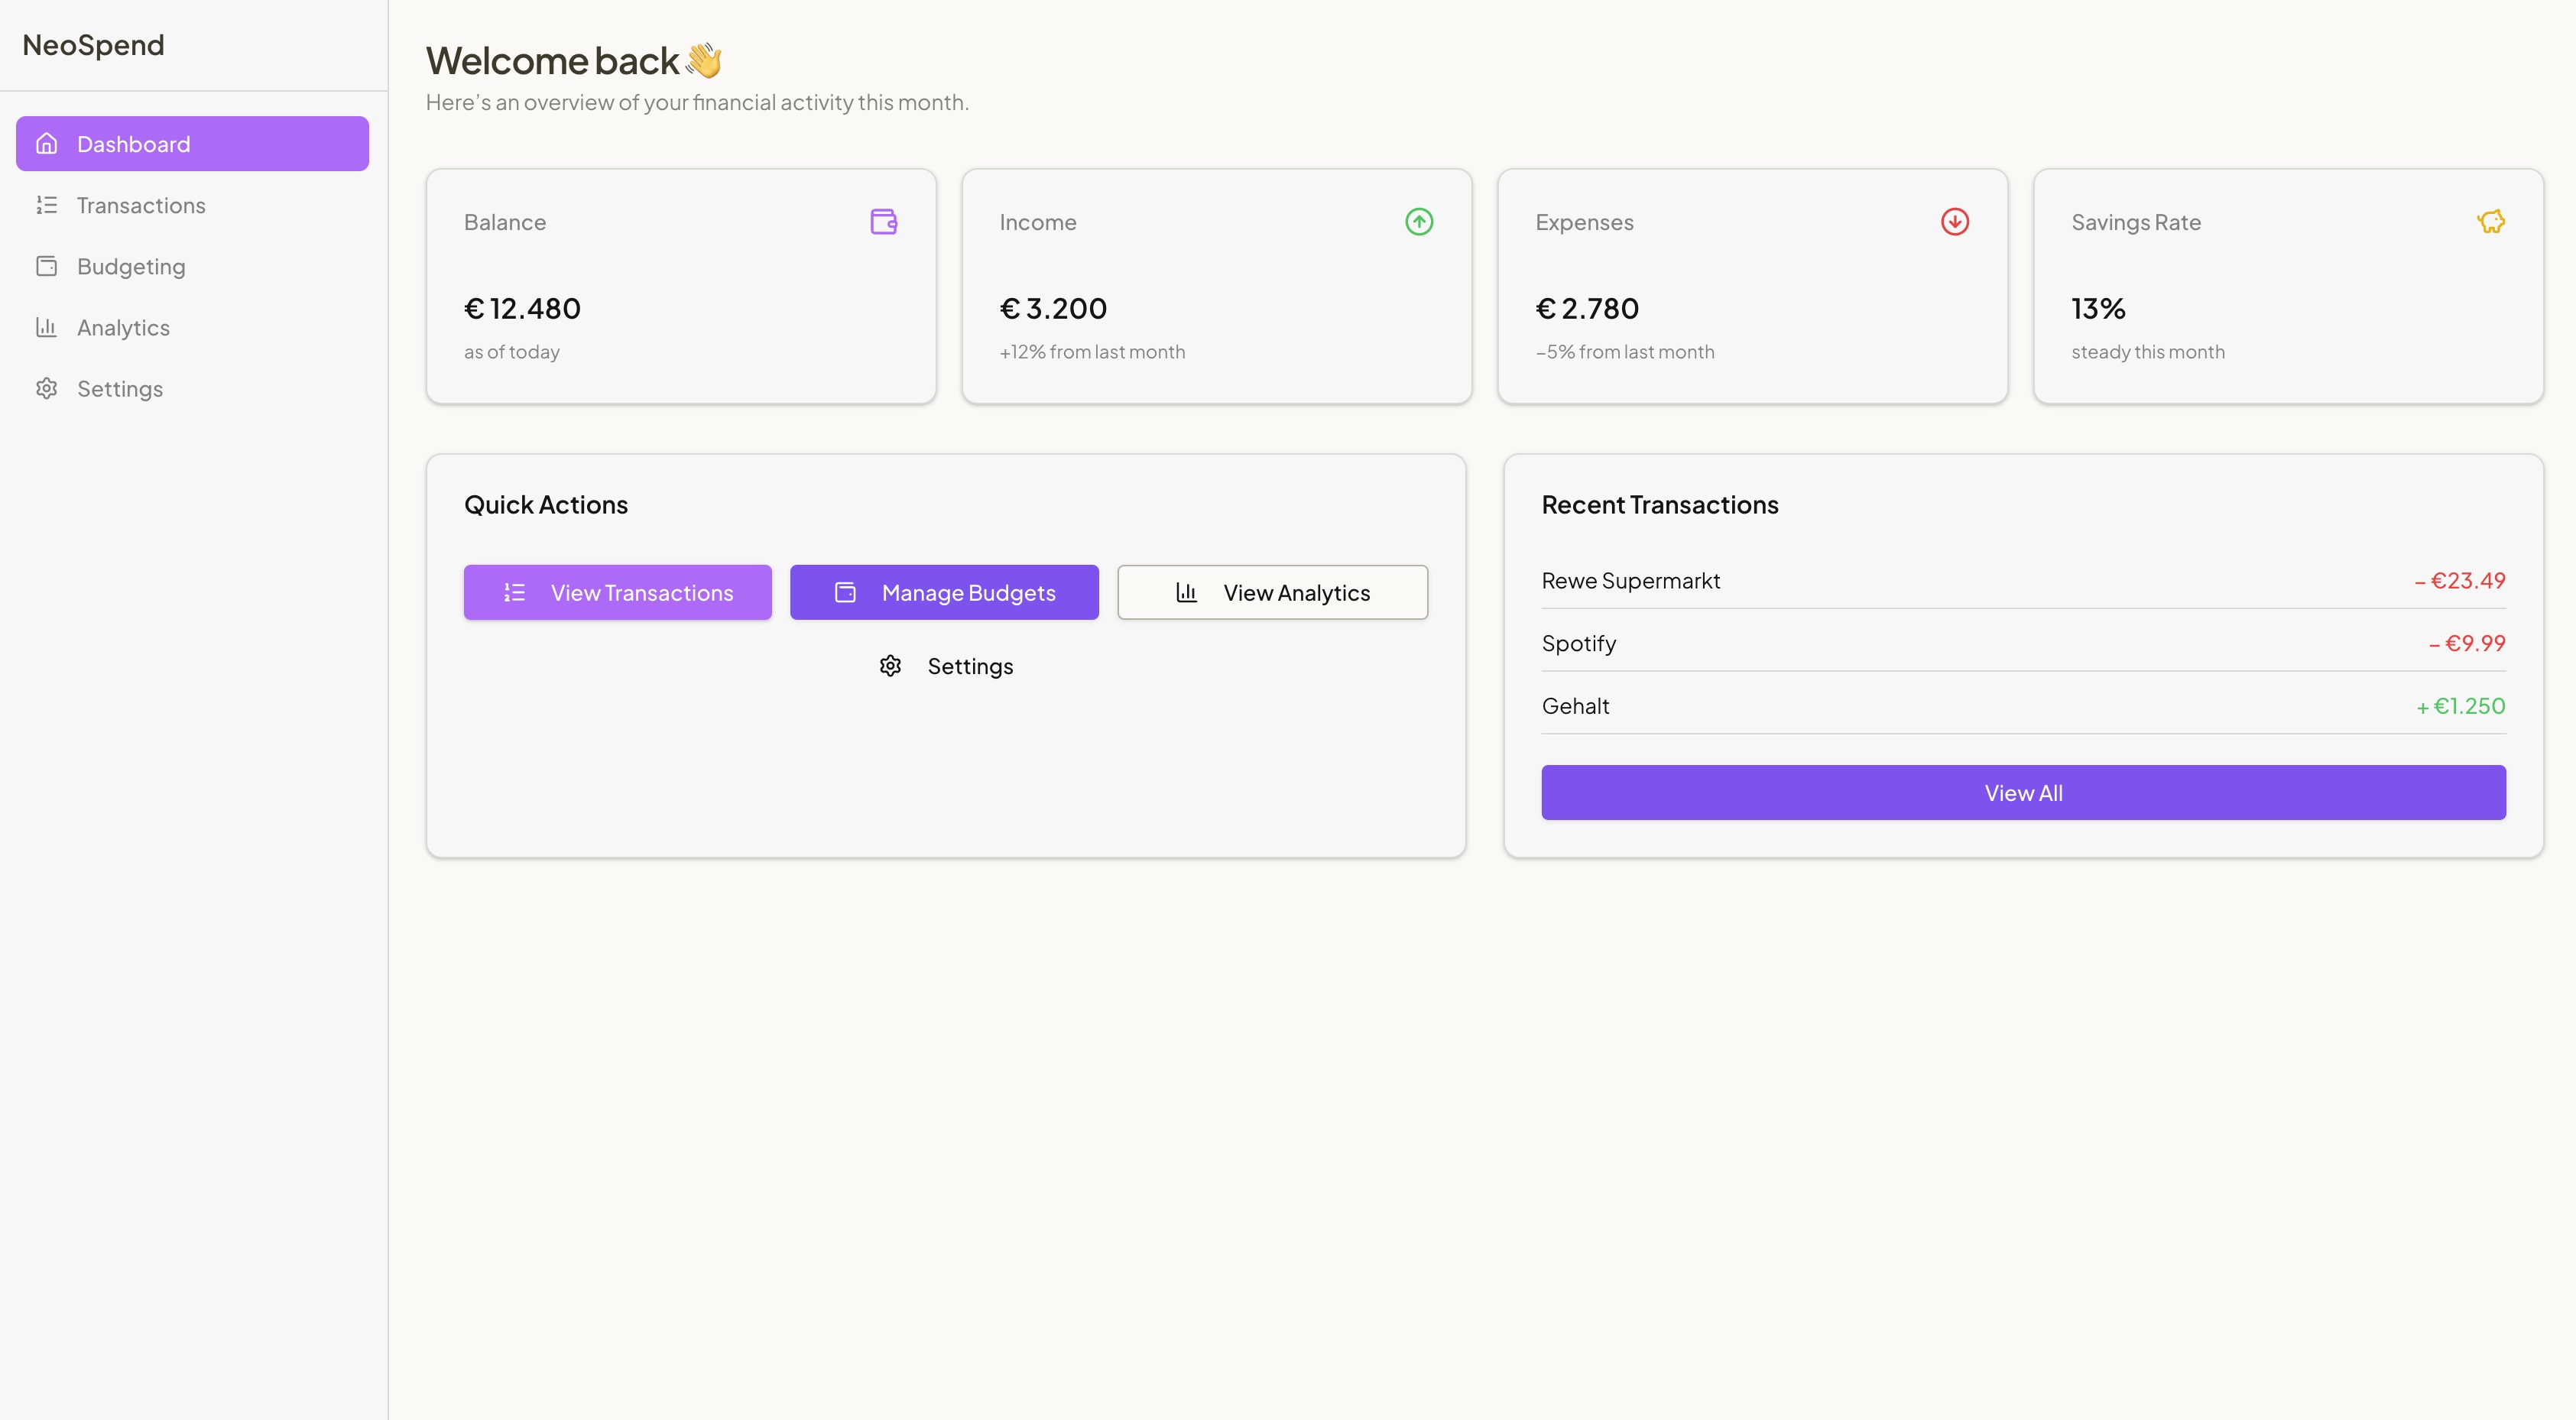 NeoSpend
Dashboard
Transactions
Budgeting
Analytics
Settings
Welcome back 👋
Here’s an overview of your financial activity this month.
Balance
€ 12.480
as of today
Income
€ 3.200
+12% from last month
Expenses
€ 2.780
–5% from last month
Savings Rate
13%
steady this month
Quick Actions
View Transactions
Manage Budgets
View Analytics
Settings
Recent Transactions
Rewe Supermarkt – €23.49
Spotify – €9.99
Gehalt + €1.250
View All